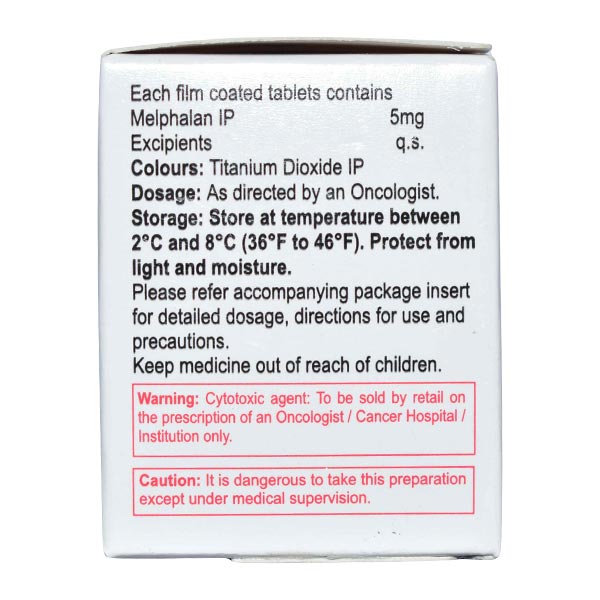 Each film coated tablets contains
Melphalan IP 5mg
Excipients q.s.
Colours: Titanium Dioxide IP
Dosage: As directed by an Oncologist.
Storage: Store at temperature between
2°C and 8°C (36°F to 46°F). Protect from
light and moisture.
Please refer accompanying package insert
for detailed dosage, directions for use and
precautions.
Keep medicine out of reach of children.
Warning: Cytotoxic agent: To be sold by retail on
the prescription of an Oncologist / Cancer Hospital /
Institution only.
Caution: It is dangerous to take this preparation
except under medical supervision.